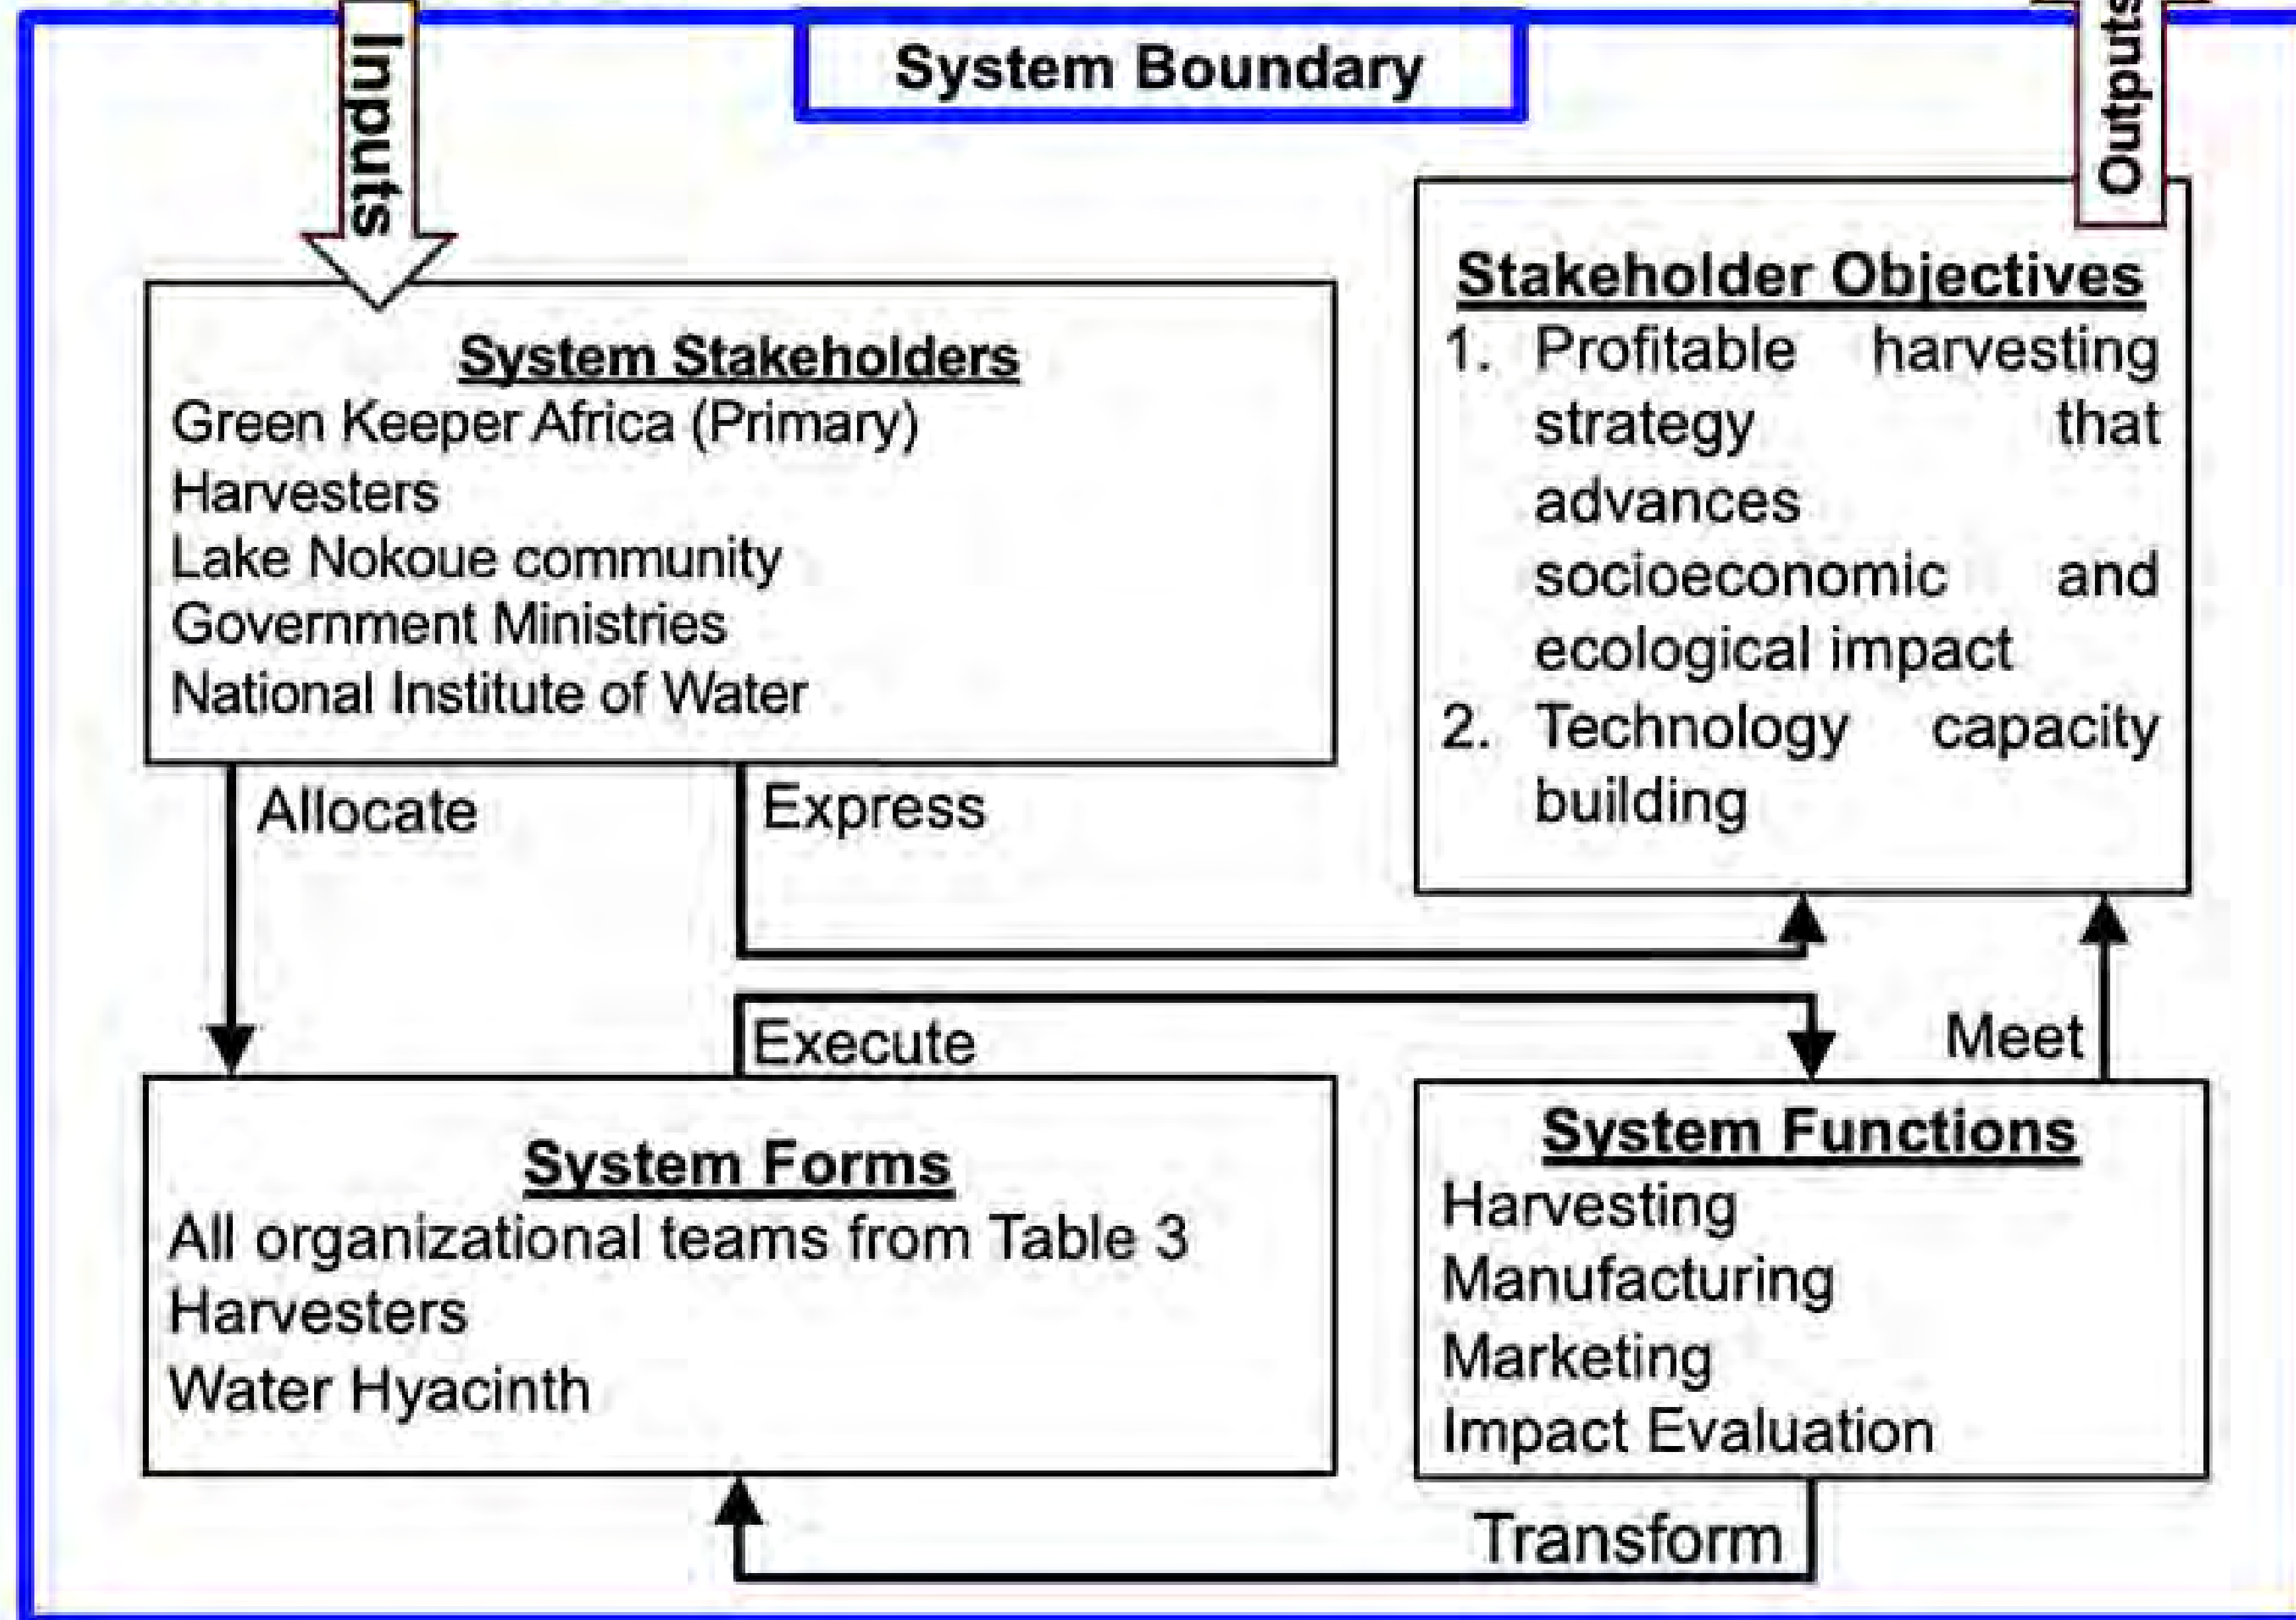 Inputs
System Boundary
Outputs
System Stakeholders
Green Keeper Africa (Primary)
Harvesters
Lake Nokoue community
Government Ministries
National Institute of Water
Stakeholder Objectives
1. Profitable harvesting
strategy that
advances
socioeconomic and
ecological impact
2. Technology capacity
building
Allocate
Express
Execute
Meet
System Forms
All organizational teams from Table 3
Harvesters
Water Hyacinth
System Functions
Harvesting
Manufacturing
Marketing
Impact Evaluation
Transform